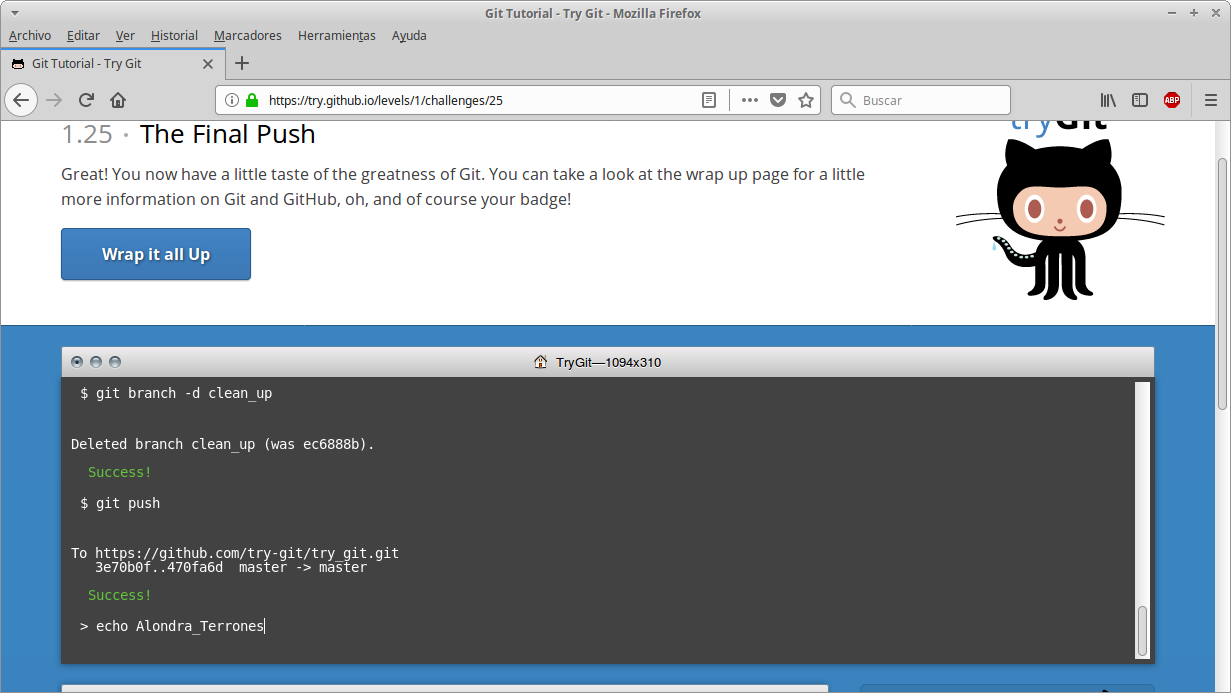 Git Tutorial - Try Git - Mozilla Firefox
Archivo Editar Ver Historial Marcadores Herramientas Ayuda
Git Tutorial - Try Git
https://try.github.io/levels/1/challenges/25
Buscar
ABP
tryGit
1.25 · The Final Push
Great! You now have a little taste of the greatness of Git. You can take a look at the wrap up page for a little
more information on Git and GitHub, oh, and of course your badge!
Wrap it all Up
TryGit—1094x310
$ git branch -d clean_up
Deleted branch clean_up (was ec6888b).
Success!
$ git push
To https://github.com/try-git/try_git.git
3e70b0f..470fa6d master -> master
Success!
> echo Alondra_Terrones